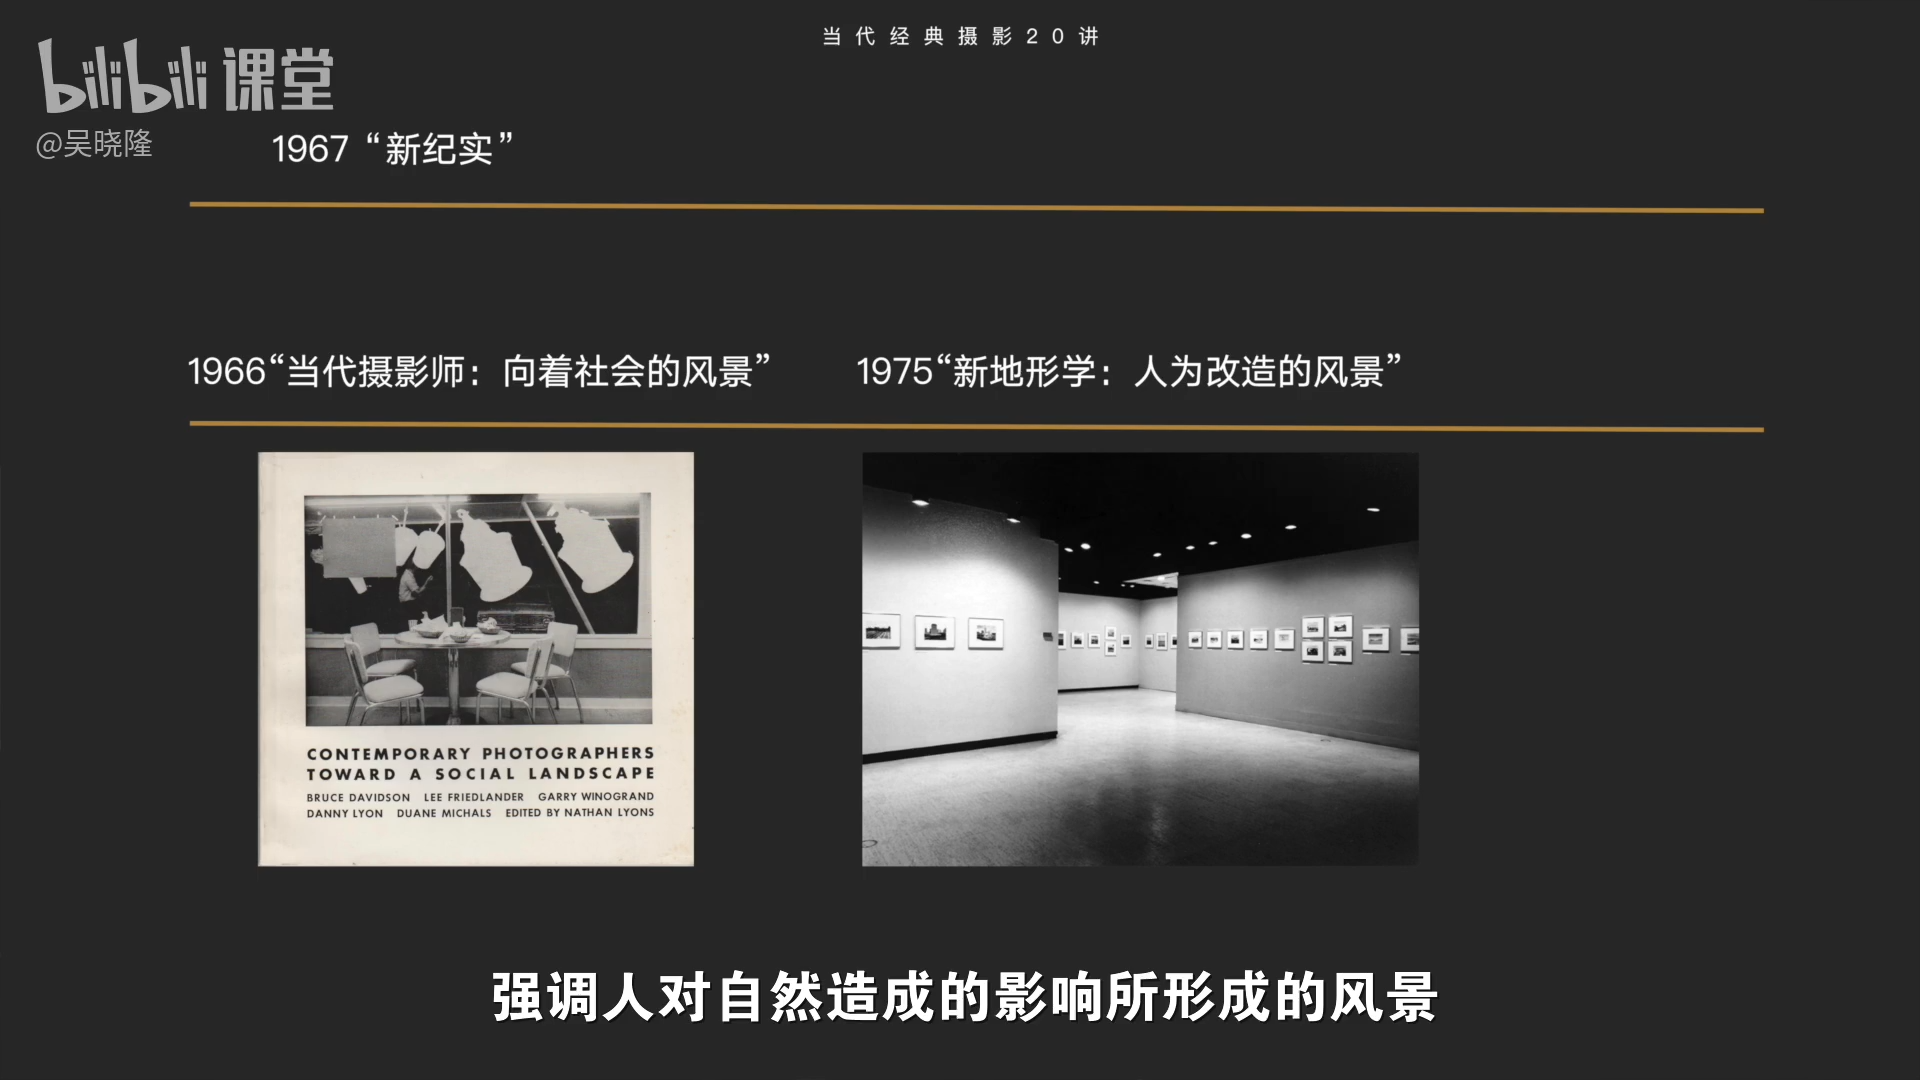 当代经典摄影20讲
bilibili 课堂
@吴晓隆
1967 “新纪实”
1966“当代摄影师：向着社会的风景”
1975“新地形学：人为改造的风景”
CONTEMPORARY PHOTOGRAPHERS
TOWARD A SOCIAL LANDSCAPE
BRUCE DAVIDSON LEE FRIEDLANDER GARRY WINOGRAND
DANNY LYON DUANE MICHALS EDITED BY NATHAN LYONS
强调人对自然造成的影响所形成的风景